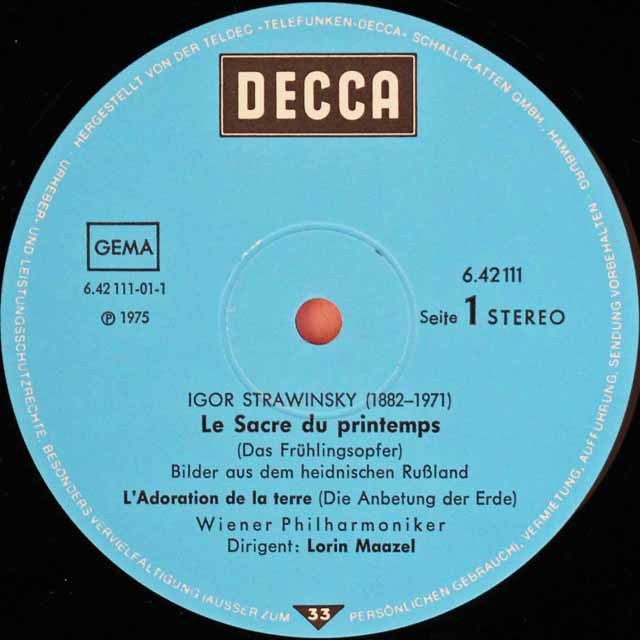 HERGESTELLT VON DER TELDEC »TELEFUNKEN-DECCA« SCHALLPLATTEN GMBH · HAMBURG
URHEBER- UND LEISTUNGSSCHUTZRECHTE, BESONDERS VERVIELFÄLTIGUNG (AUSSER ZUM PERSÖNLICHEN GEBRAUCH), VERMIETUNG, AUFFÜHRUNG, SENDUNG VORBEHALTEN ·
DECCA
GEMA
6.42 111-01-1
℗ 1975
6.42 111
Seite 1 STEREO
IGOR STRAWINSKY (1882–1971)
Le Sacre du printemps
(Das Frühlingsopfer)
Bilder aus dem heidnischen Rußland
L'Adoration de la terre (Die Anbetung der Erde)
Wiener Philharmoniker
Dirigent: Lorin Maazel
33